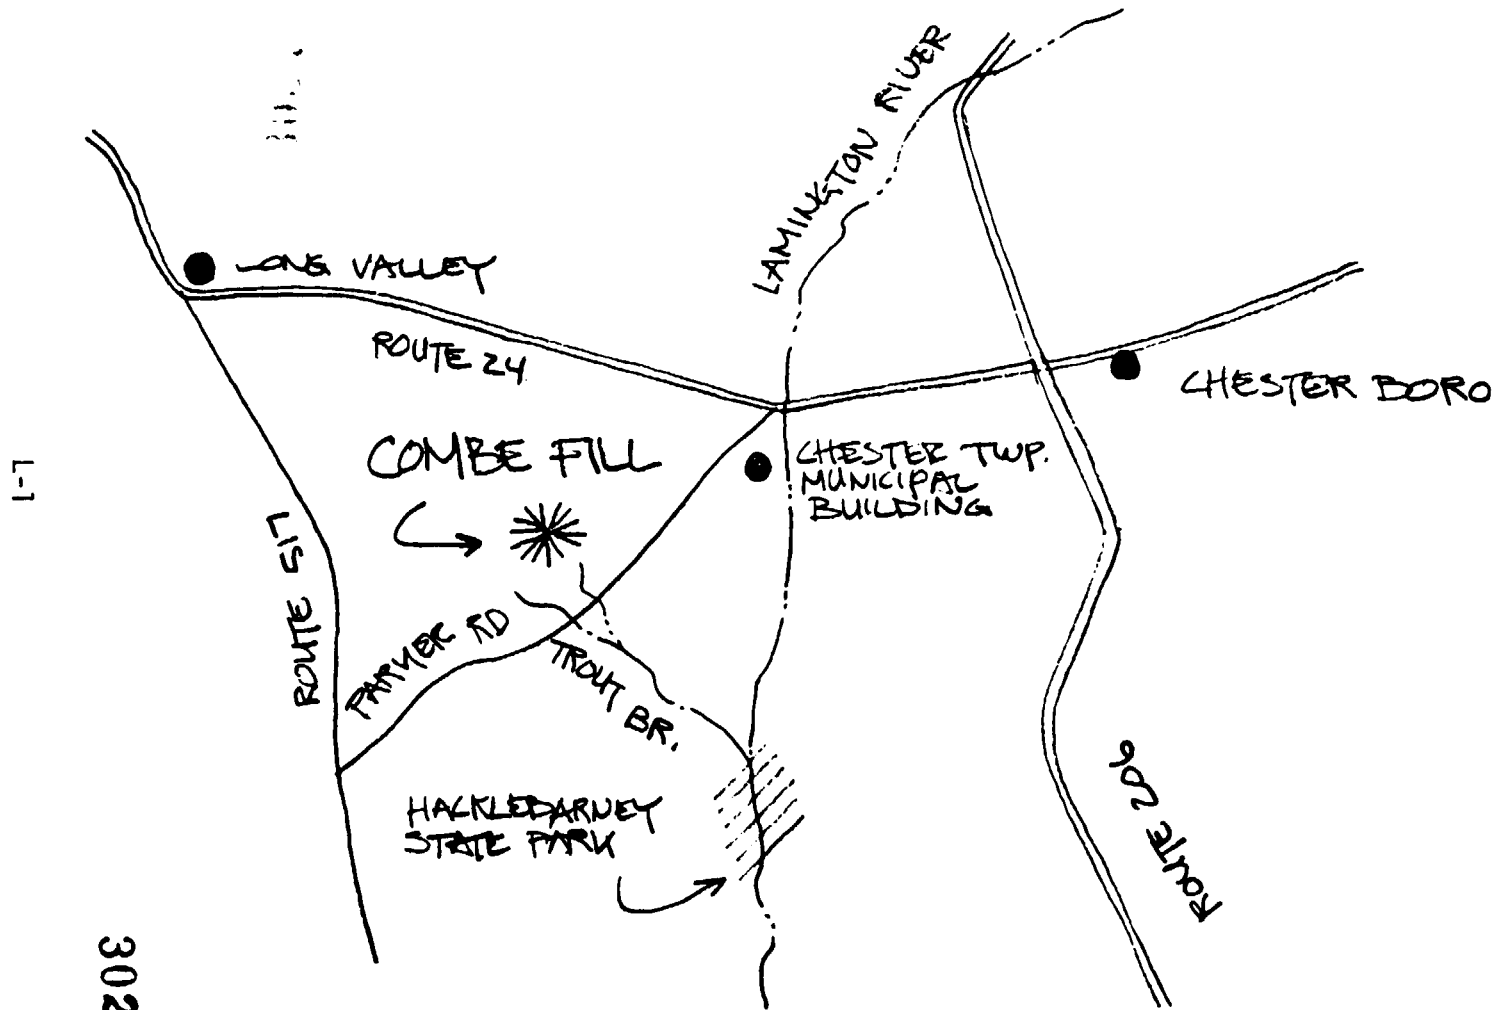 LAMINGTON RIVER
LONG VALLEY
ROUTE 24
CHESTER BORO
COMBE FILL
CHESTER TWP.
MUNICIPAL
BUILDING
L-1
ROUTE 517
PARKER RD
TROUT BR.
HACKLEBARNEY
STATE PARK
ROUTE 206
302